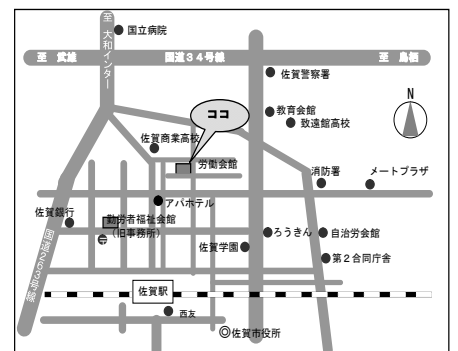 至 大和インター
国立病院
至 武雄
国道３４号線
至 鳥栖
佐賀警察署
N
ココ
教育会館
致遠館高校
佐賀商業高校
労働会館
消防署
メートプラザ
アパホテル
佐賀銀行
勤労者福祉会館
（旧事務所）
〒
ろうきん
自治労会館
佐賀学園
第２合同庁舎
国道２６３号線
佐賀駅
西友
佐賀市役所